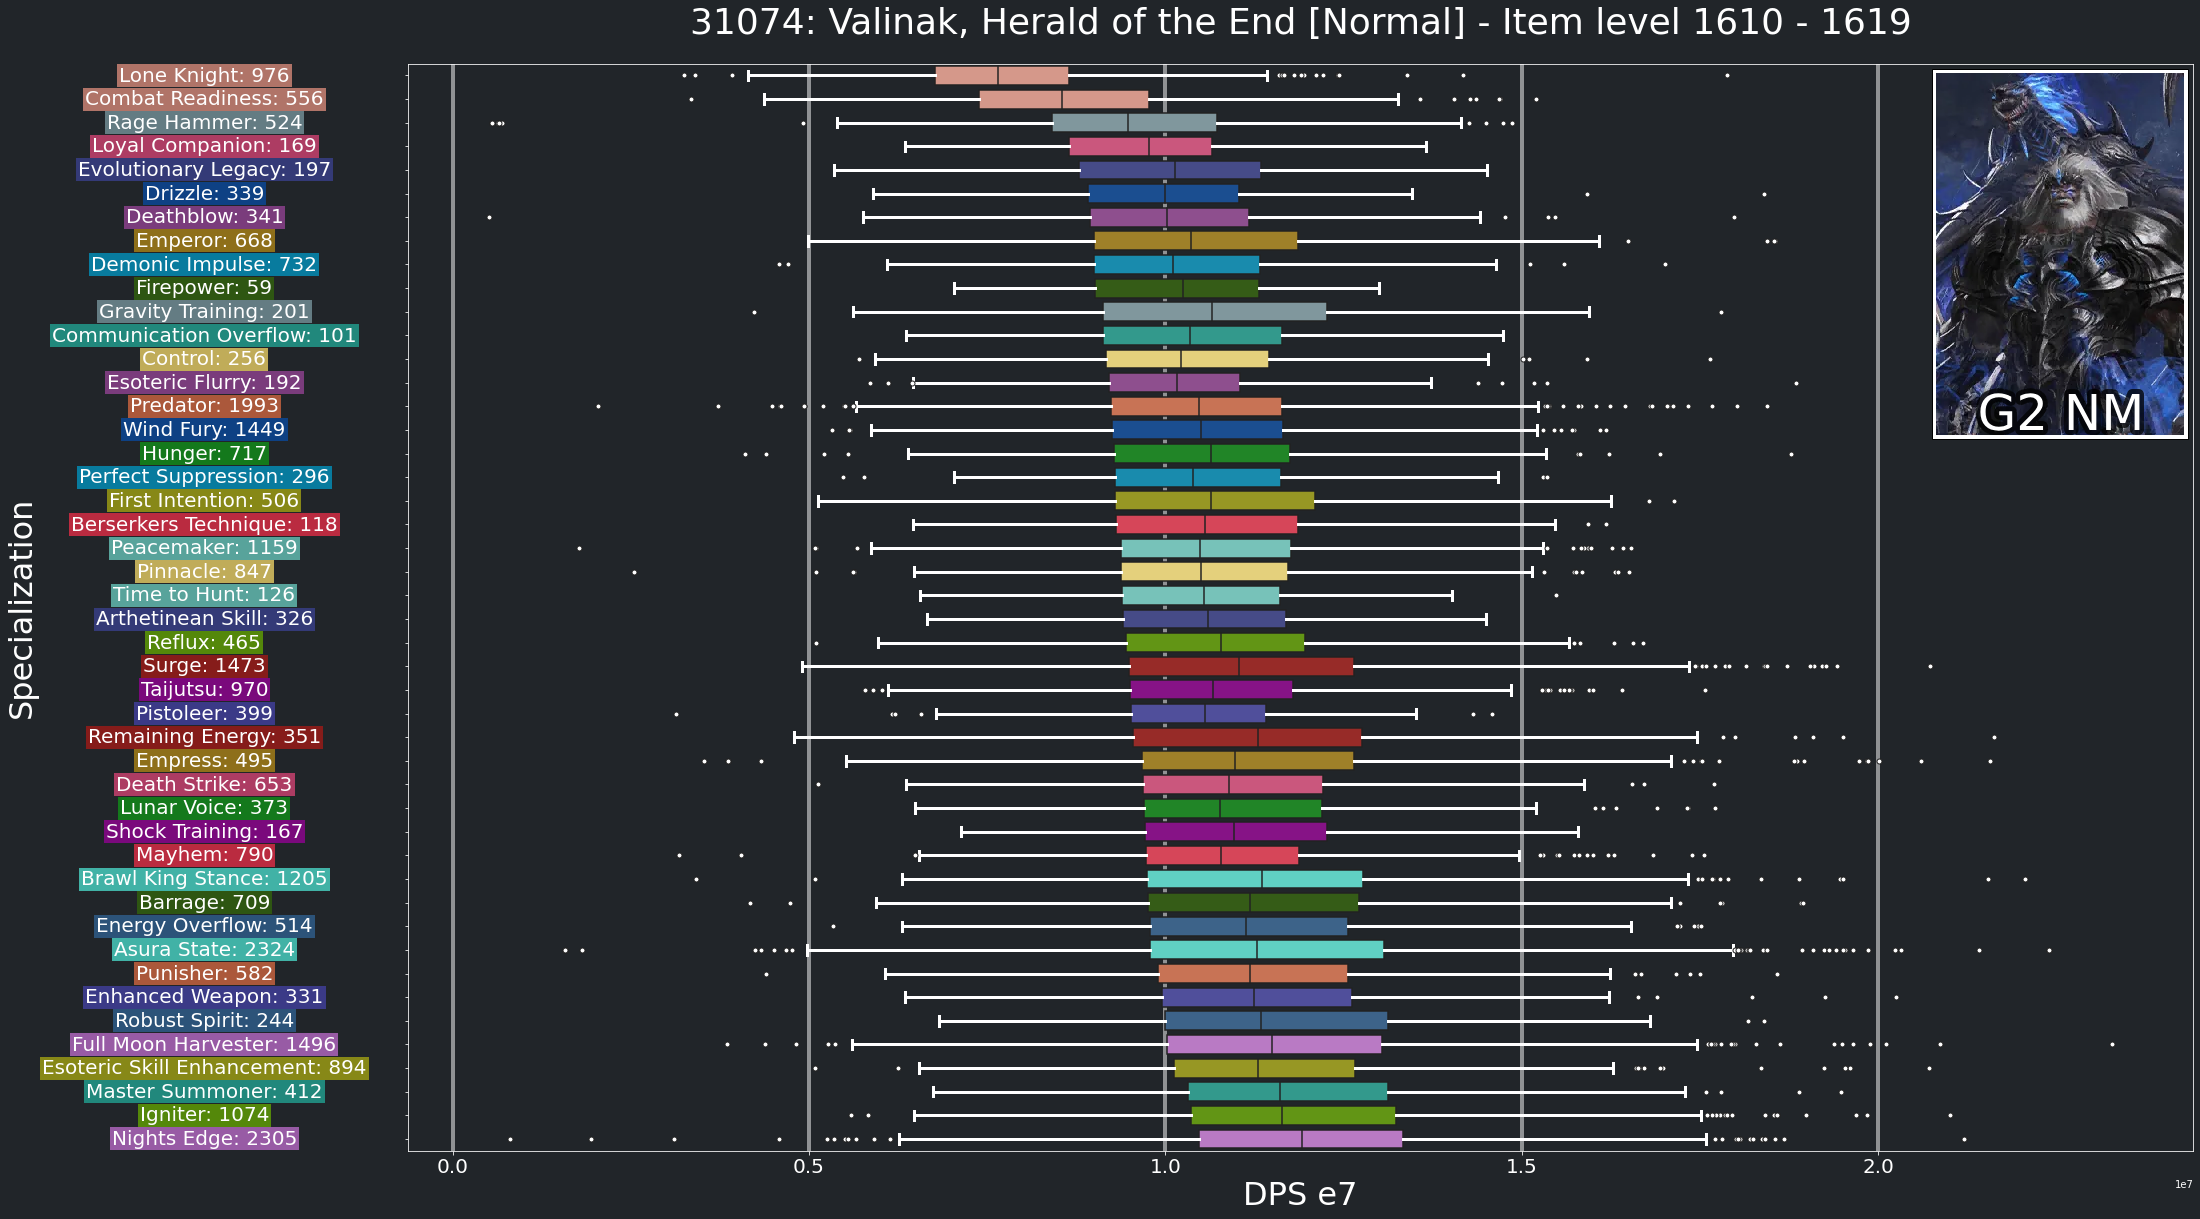 31074: Valinak, Herald of the End [Normal] - Item level 1610 - 1619
Specialization
Lone Knight: 976
Combat Readiness: 556
Rage Hammer: 524
Loyal Companion: 169
Evolutionary Legacy: 197
Drizzle: 339
Deathblow: 341
Emperor: 668
Demonic Impulse: 732
Firepower: 59
Gravity Training: 201
Communication Overflow: 101
Control: 256
Esoteric Flurry: 192
Predator: 1993
Wind Fury: 1449
Hunger: 717
Perfect Suppression: 296
First Intention: 506
Berserkers Technique: 118
Peacemaker: 1159
Pinnacle: 847
Time to Hunt: 126
Arthetinean Skill: 326
Reflux: 465
Surge: 1473
Taijutsu: 970
Pistoleer: 399
Remaining Energy: 351
Empress: 495
Death Strike: 653
Lunar Voice: 373
Shock Training: 167
Mayhem: 790
Brawl King Stance: 1205
Barrage: 709
Energy Overflow: 514
Asura State: 2324
Punisher: 582
Enhanced Weapon: 331
Robust Spirit: 244
Full Moon Harvester: 1496
Esoteric Skill Enhancement: 894
Master Summoner: 412
Igniter: 1074
Nights Edge: 2305
G2 NM
0.0 0.5 1.0 1.5 2.0
DPS e7
1e7